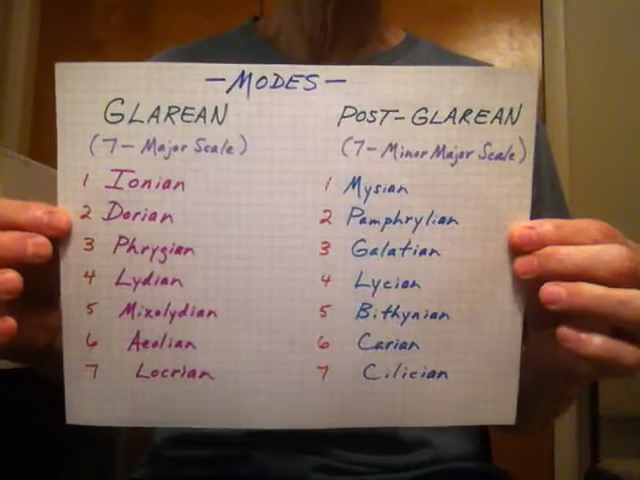 — MODES —
GLAREAN
(7 — Major Scale)
1 Ionian
2 Dorian
3 Phrygian
4 Lydian
5 Mixolydian
6 Aeolian
7 Locrian
POST-GLAREAN
(7 — Minor Major Scale)
1 Mysian
2 Pamphrylian
3 Galatian
4 Lycian
5 Bithynian
6 Carian
7 Cilician